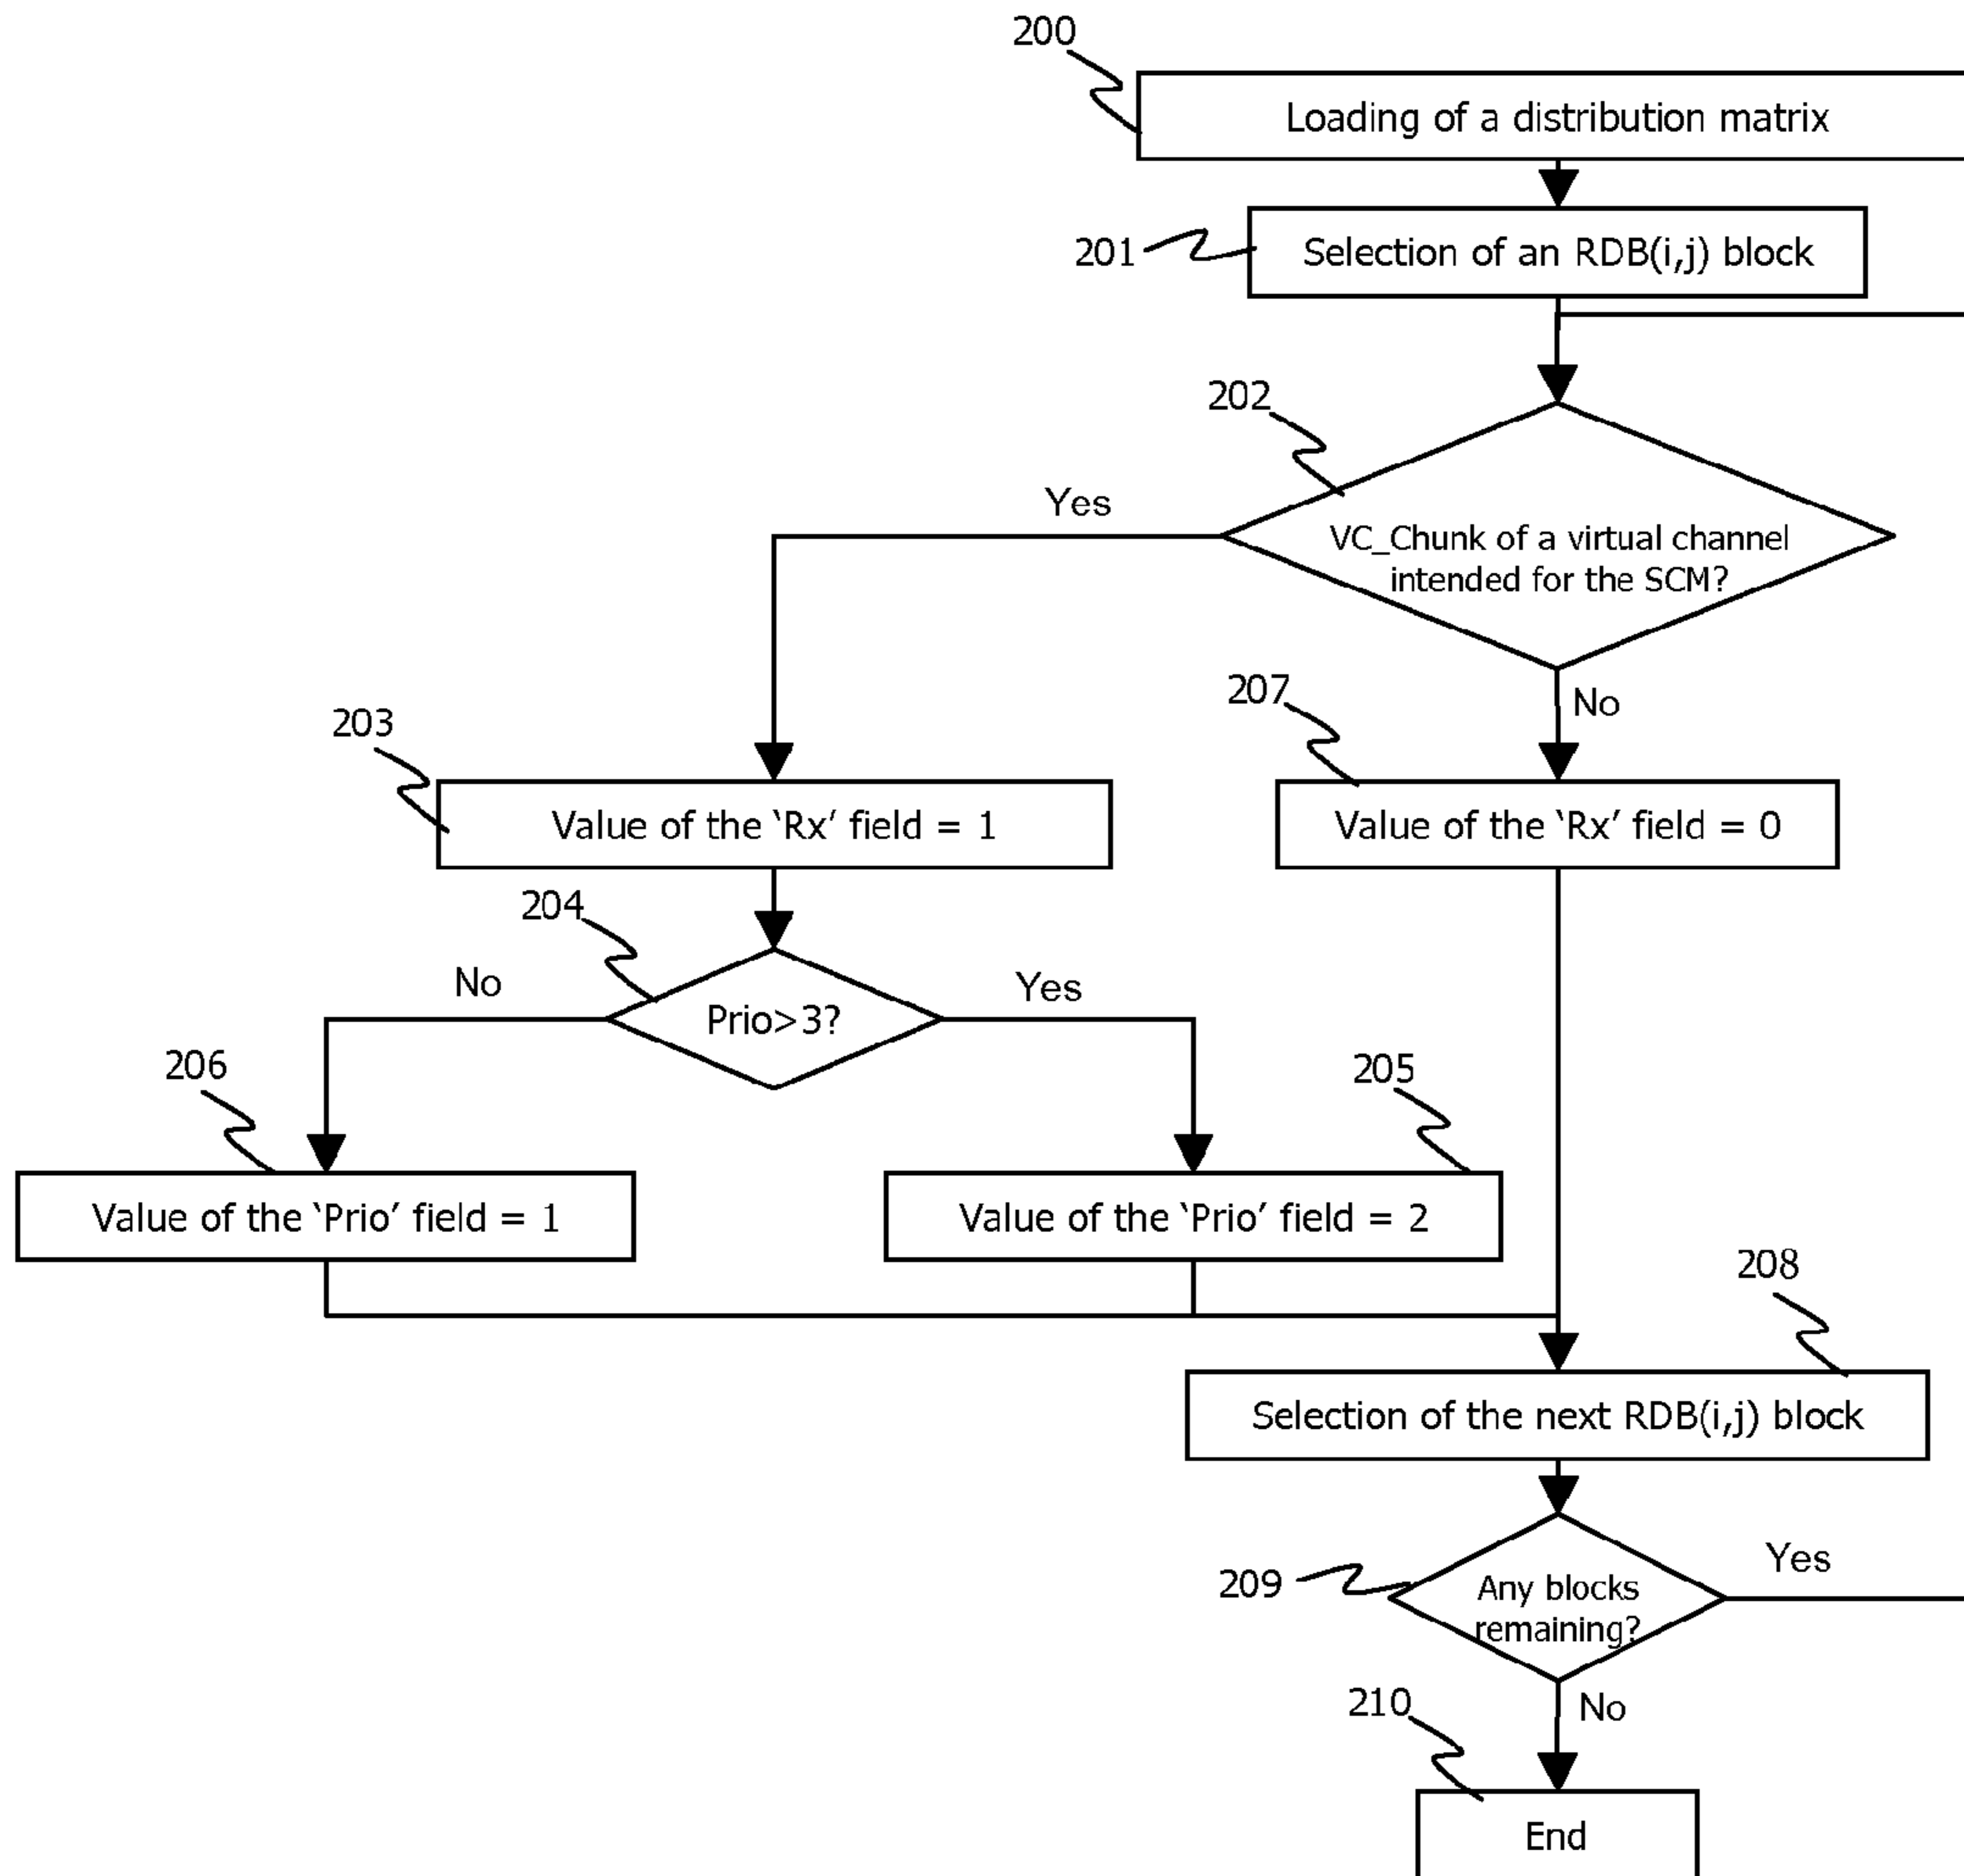 200
Loading of a distribution matrix
201
Selection of an RDB(i,j) block
202
Yes
VC_Chunk of a virtual channel
intended for the SCM?
No
203
207
Value of the ‘Rx’ field = 1
Value of the ‘Rx’ field = 0
204
No
Prio>3?
Yes
206
205
Value of the ‘Prio’ field = 1
Value of the ‘Prio’ field = 2
208
Selection of the next RDB(i,j) block
209
Any blocks
remaining?
Yes
210
No
End